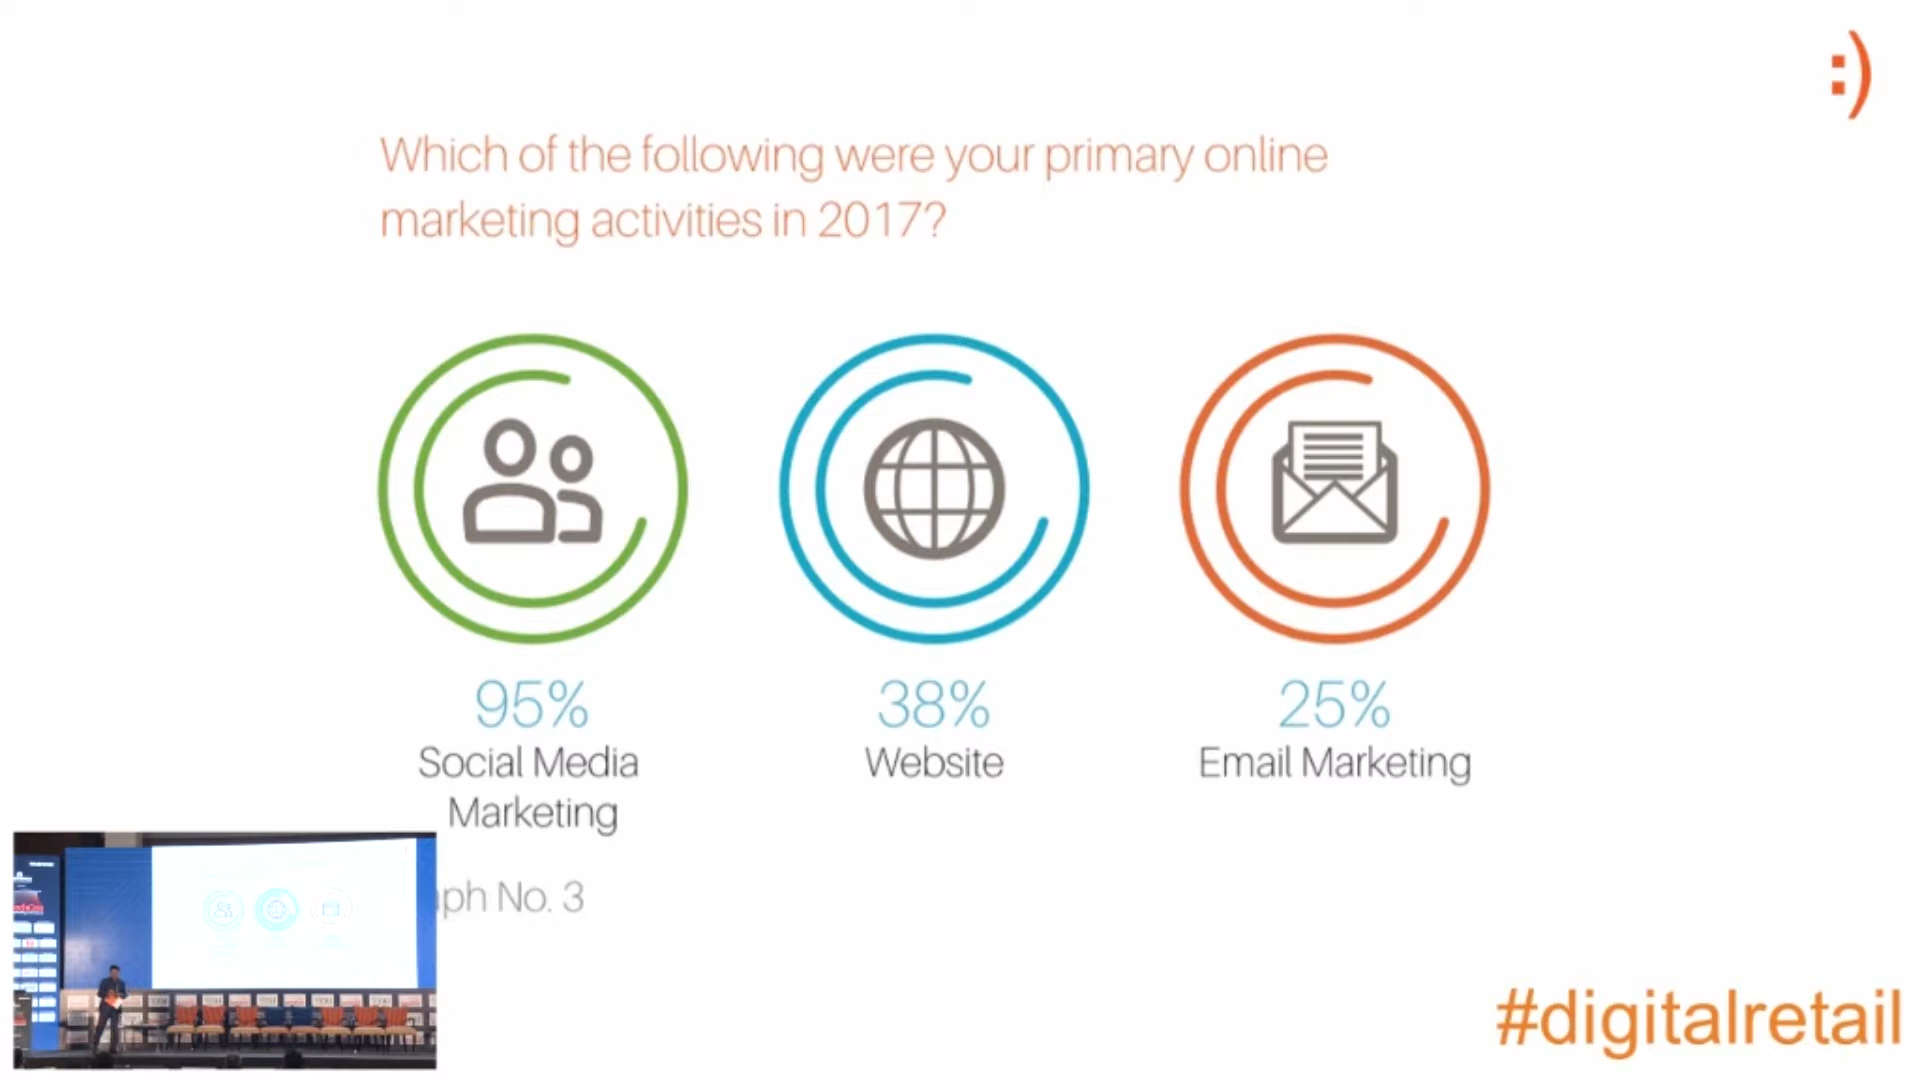 :)
Which of the following were your primary online
marketing activities in 2017?
95%
Social Media
Marketing
38%
Website
25%
Email Marketing
No. 3
#digitalretail